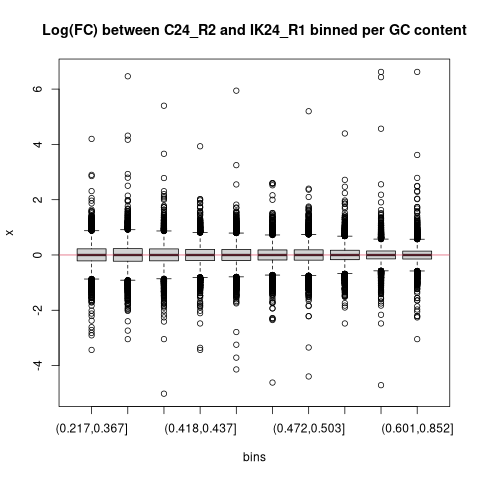 Log(FC) between C24_R2 and IK24_R1 binned per GC content
6
4
2
0
-2
-4
x
(0.217,0.367] (0.418,0.437] (0.472,0.503] (0.601,0.852]
bins